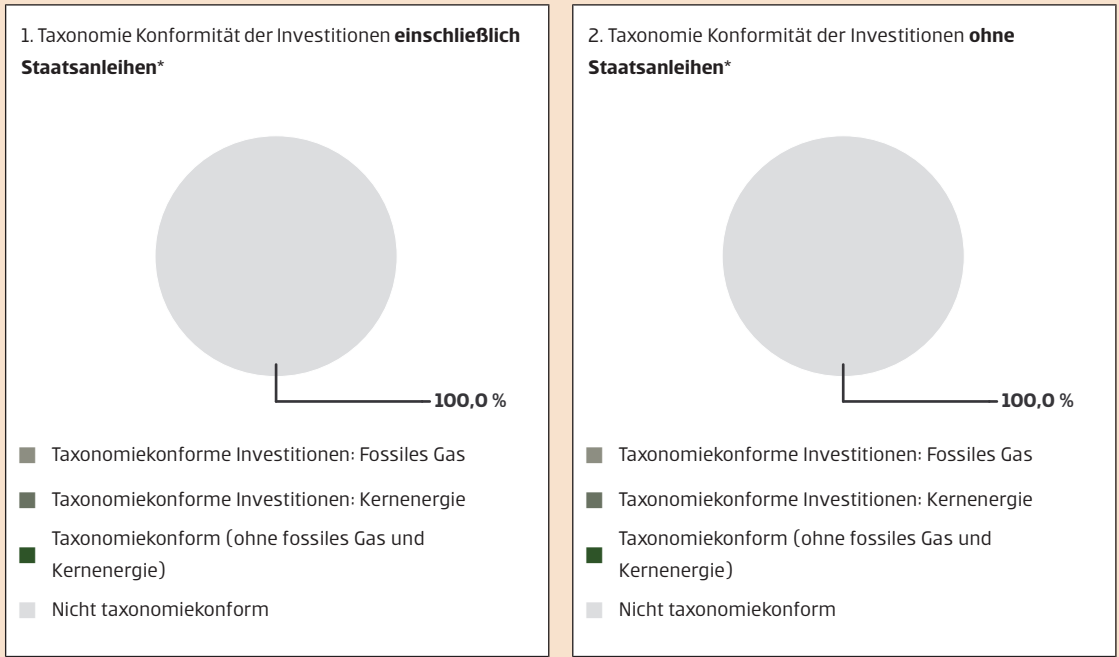 1. Taxonomie Konformität der Investitionen einschließlich
Staatsanleihen*
100,0 %
Taxonomiekonforme Investitionen: Fossiles Gas
Taxonomiekonforme Investitionen: Kernenergie
Taxonomiekonform (ohne fossiles Gas und
Kernenergie)
Nicht taxonomiekonform
2. Taxonomie Konformität der Investitionen ohne
Staatsanleihen*
100,0 %
Taxonomiekonforme Investitionen: Fossiles Gas
Taxonomiekonforme Investitionen: Kernenergie
Taxonomiekonform (ohne fossiles Gas und
Kernenergie)
Nicht taxonomiekonform